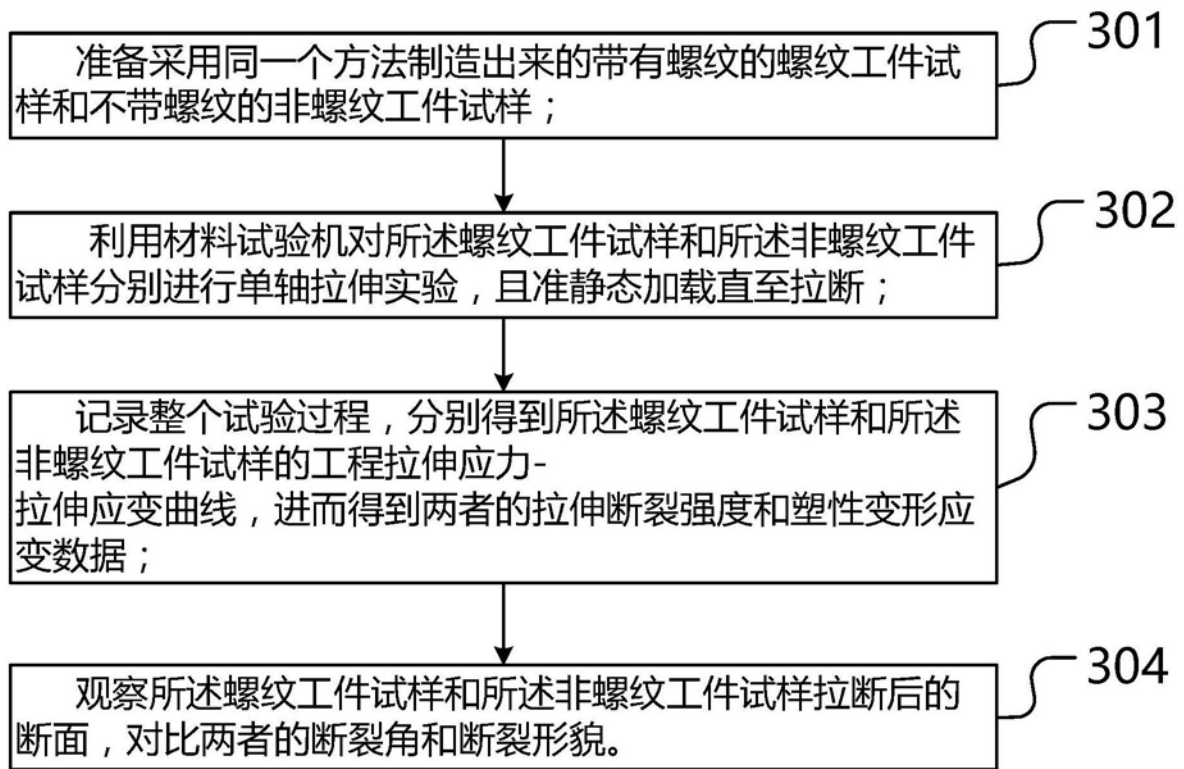 准备采用同一个方法制造出来的带有螺纹的螺纹工件试
样和不带螺纹的非螺纹工件试样；
301
利用材料试验机对所述螺纹工件试样和所述非螺纹工件
试样分别进行单轴拉伸实验，且准静态加载直至拉断；
302
记录整个试验过程，分别得到所述螺纹工件试样和所述
非螺纹工件试样的工程拉伸应力-
拉伸应变曲线，进而得到两者的拉伸断裂强度和塑性变形应
变数据；
303
观察所述螺纹工件试样和所述非螺纹工件试样拉断后的
断面，对比两者的断裂角和断裂形貌。
304